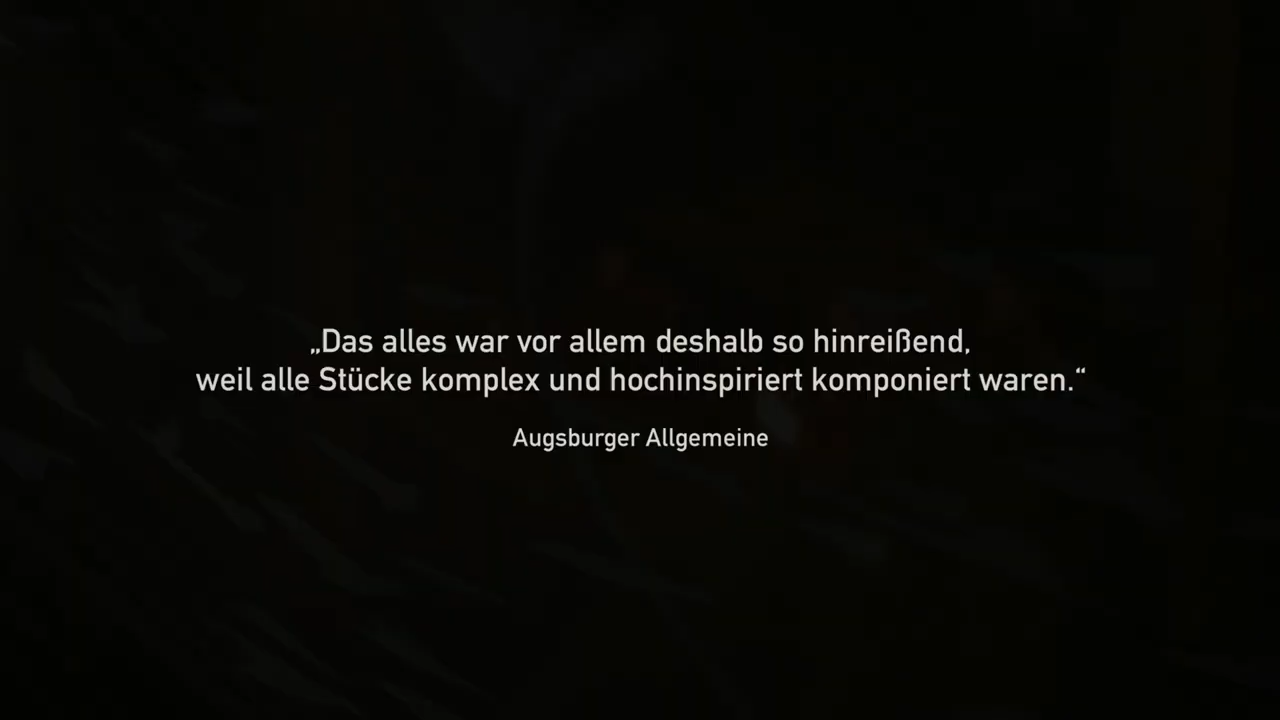 „Das alles war vor allem deshalb so hinreißend,
weil alle Stücke komplex und hochinspiriert komponiert waren.“
Augsburger Allgemeine